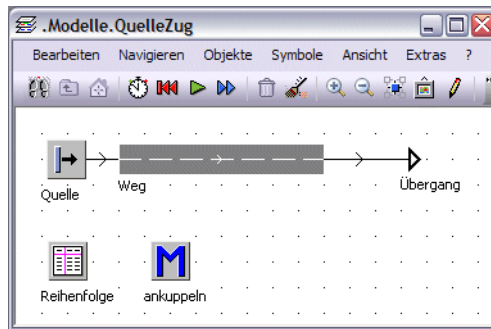 .Modelle.QuelleZug
Bearbeiten Navigieren Objekte Symbole Ansicht Extras ?
Quelle Weg Übergang
Reihenfolge ankuppeln